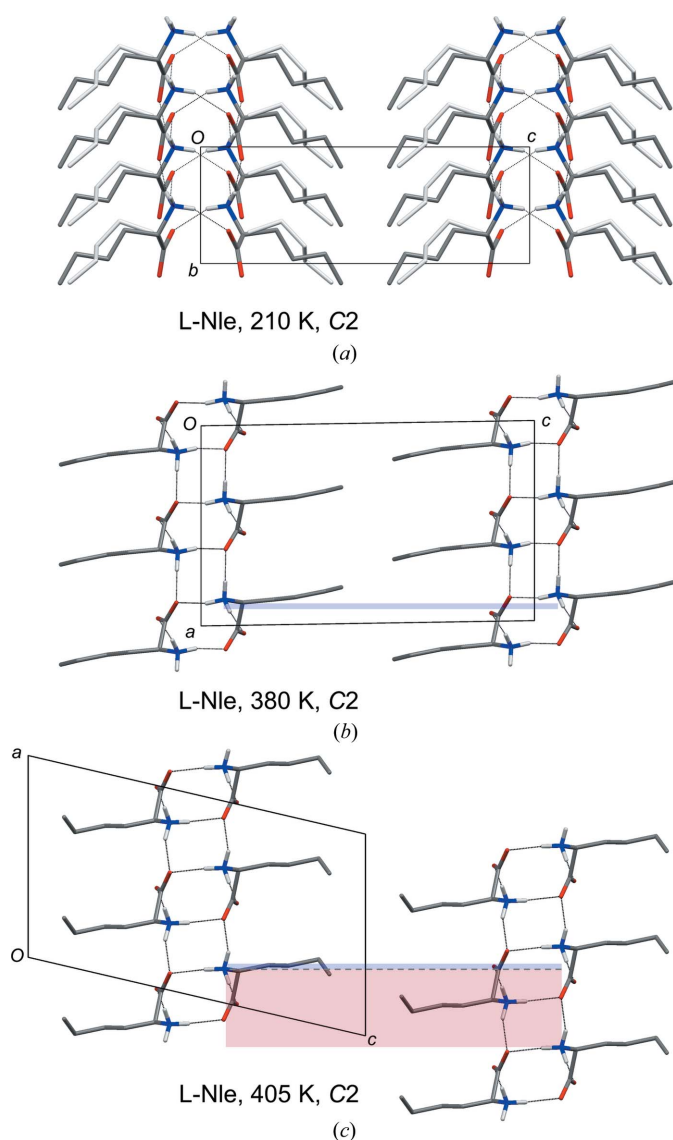 O
c
b
L-Nle, 210 K, C2
(a)
O
c
a
L-Nle, 380 K, C2
(b)
a
O
c
L-Nle, 405 K, C2
(c)